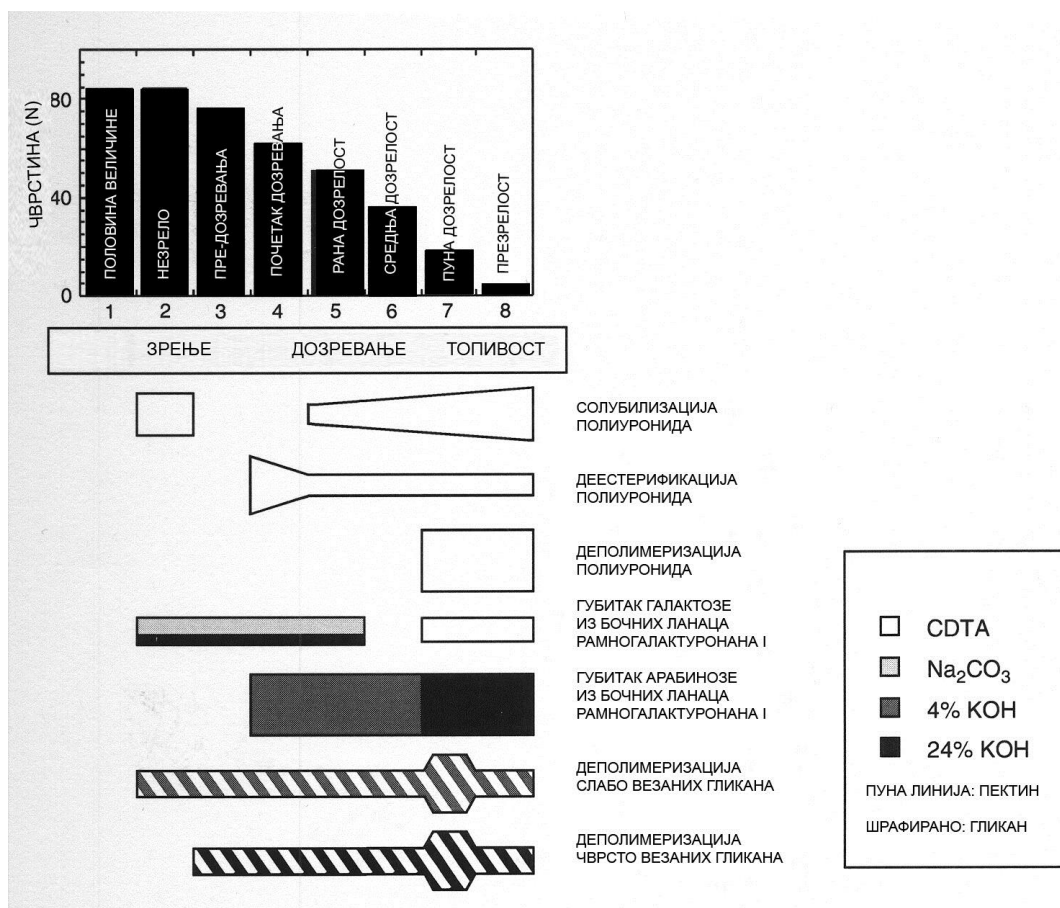 ЧВРСТИНА (N)
80
40
0
ПОЛОВИНА ВЕЛИЧИНЕ
НЕЗРЕЛО
ПРЕ-ДОЗРЕВАЊА
ПОЧЕТАК ДОЗРЕВАЊА
РАНА ДОЗРЕЛОСТ
СРЕДЊА ДОЗРЕЛОСТ
ПУНА ДОЗРЕЛОСТ
ПРЕЗРЕЛОСТ
1 2 3 4 5 6 7 8
ЗРЕЊЕ ДОЗРЕВАЊЕ ТОПИВОСТ
СОЛУБИЛИЗАЦИЈА
ПОЛИУРОНИДА
ДЕЕСТЕРИФИКАЦИЈА
ПОЛИУРОНИДА
ДЕПОЛИМЕРИЗАЦИЈА
ПОЛИУРОНИДА
ГУБИТАК ГАЛАКТОЗЕ
ИЗ БОЧНИХ ЛАНАЦА
РАМНОГАЛАКТУРОНАНА I
ГУБИТАК АРАБИНОЗЕ
ИЗ БОЧНИХ ЛАНАЦА
РАМНОГАЛАКТУРОНАНА I
ДЕПОЛИМЕРИЗАЦИЈА
СЛАБО ВЕЗАНИХ ГЛИКАНА
ДЕПОЛИМЕРИЗАЦИЈА
ЧВРСТО ВЕЗАНИХ ГЛИКАНА
CDTA
Na₂CO₃
4% KOH
24% KOH
ПУНА ЛИНИЈА: ПЕКТИН
ШРАФИРАНО: ГЛИКАН